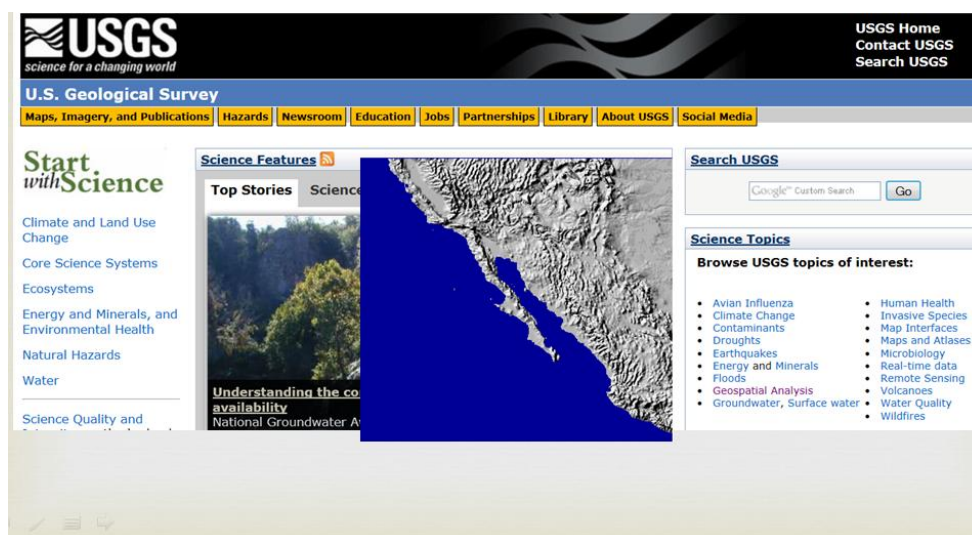 USGS
science for a changing world
USGS Home
Contact USGS
Search USGS
U.S. Geological Survey
Maps, Imagery, and Publications Hazards Newsroom Education Jobs Partnerships Library About USGS Social Media
Start
with Science
Climate and Land Use
Change
Core Science Systems
Ecosystems
Energy and Minerals, and
Environmental Health
Natural Hazards
Water
Science Quality and
Science Features
Top Stories Science
Understanding the co
availability
National Groundwater A
Search USGS
Google™ Custom Search Go
Science Topics
Browse USGS topics of interest:
Avian Influenza
Climate Change
Contaminants
Droughts
Earthquakes
Energy and Minerals
Floods
Geospatial Analysis
Groundwater, Surface water
Human Health
Invasive Species
Map Interfaces
Maps and Atlases
Microbiology
Real-time data
Remote Sensing
Volcanoes
Water Quality
Wildfires